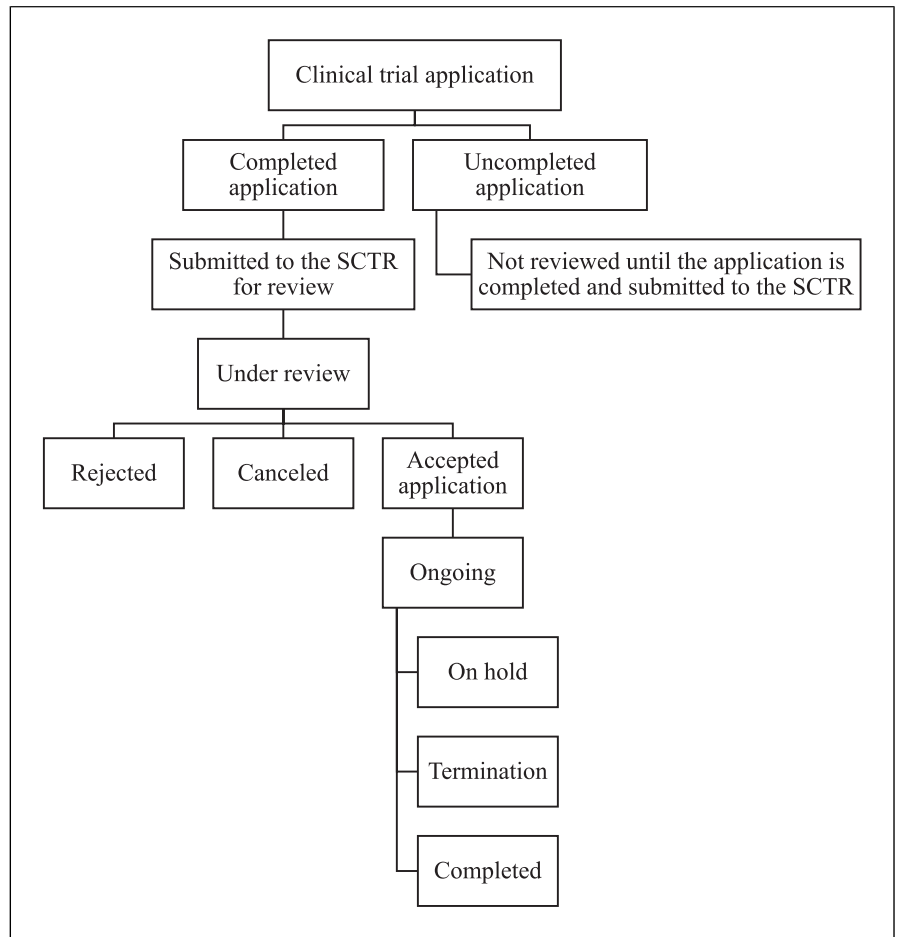 Clinical trial application
Completed
application
Uncompleted
application
Submitted to the SCTR
for review
Not reviewed until the application is
completed and submitted to the SCTR
Under review
Rejected
Canceled
Accepted
application
Ongoing
On hold
Termination
Completed